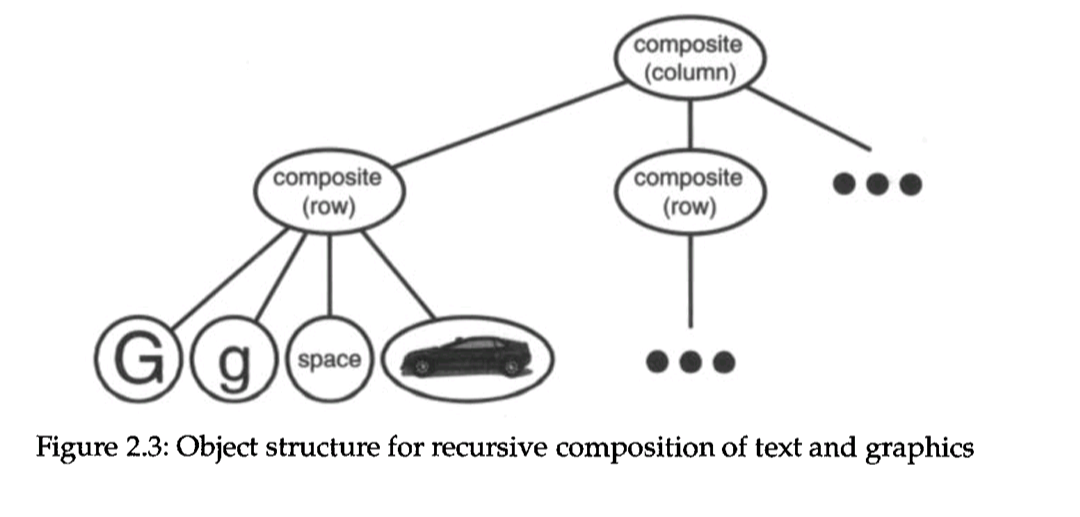 composite
(column)
composite
(row)
composite
(row)
G
g
space
Figure 2.3: Object structure for recursive composition of text and graphics